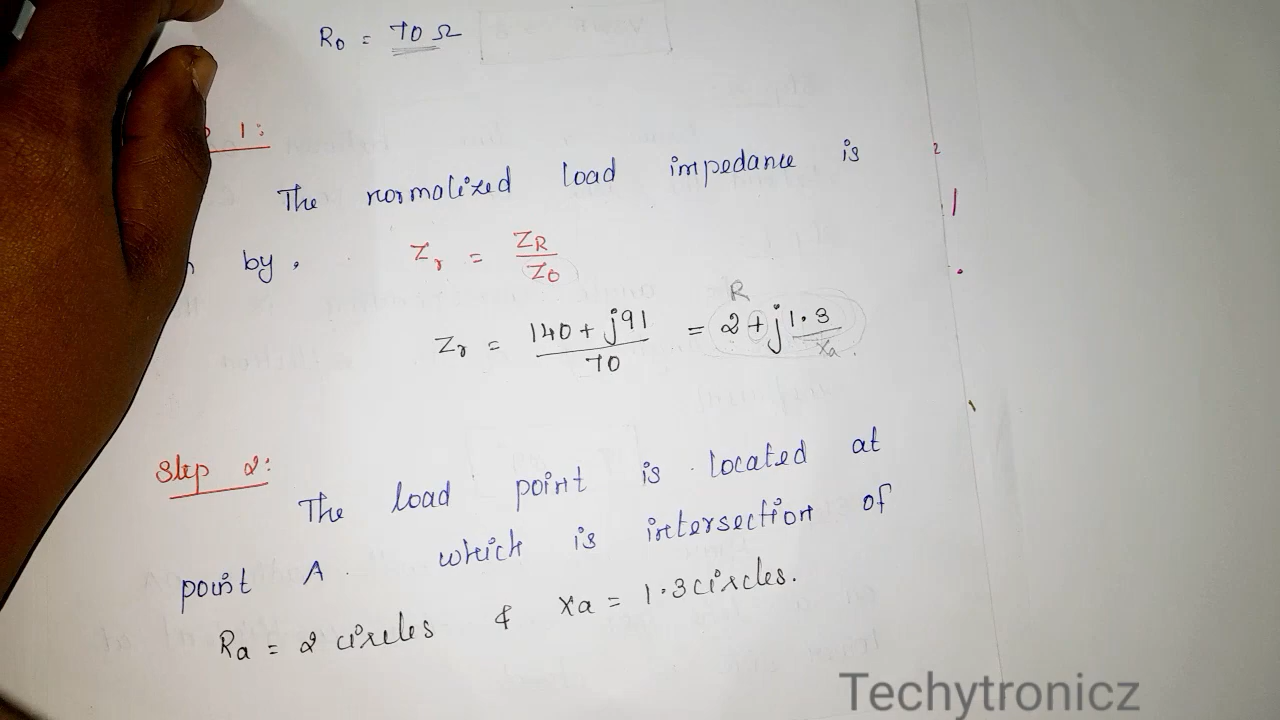 R₀ = 70 Ω
1:
The normalized load impedance is
by, Zᵣ = Z_R / Z₀
R
Zᵣ = 140 + j91 / 70 = 2 + j1.3
Xa
Step 2:
The load point is located at
point A which is intersection of
Ra = 2 circles & Xa = 1.3 circles.
Techytronicz